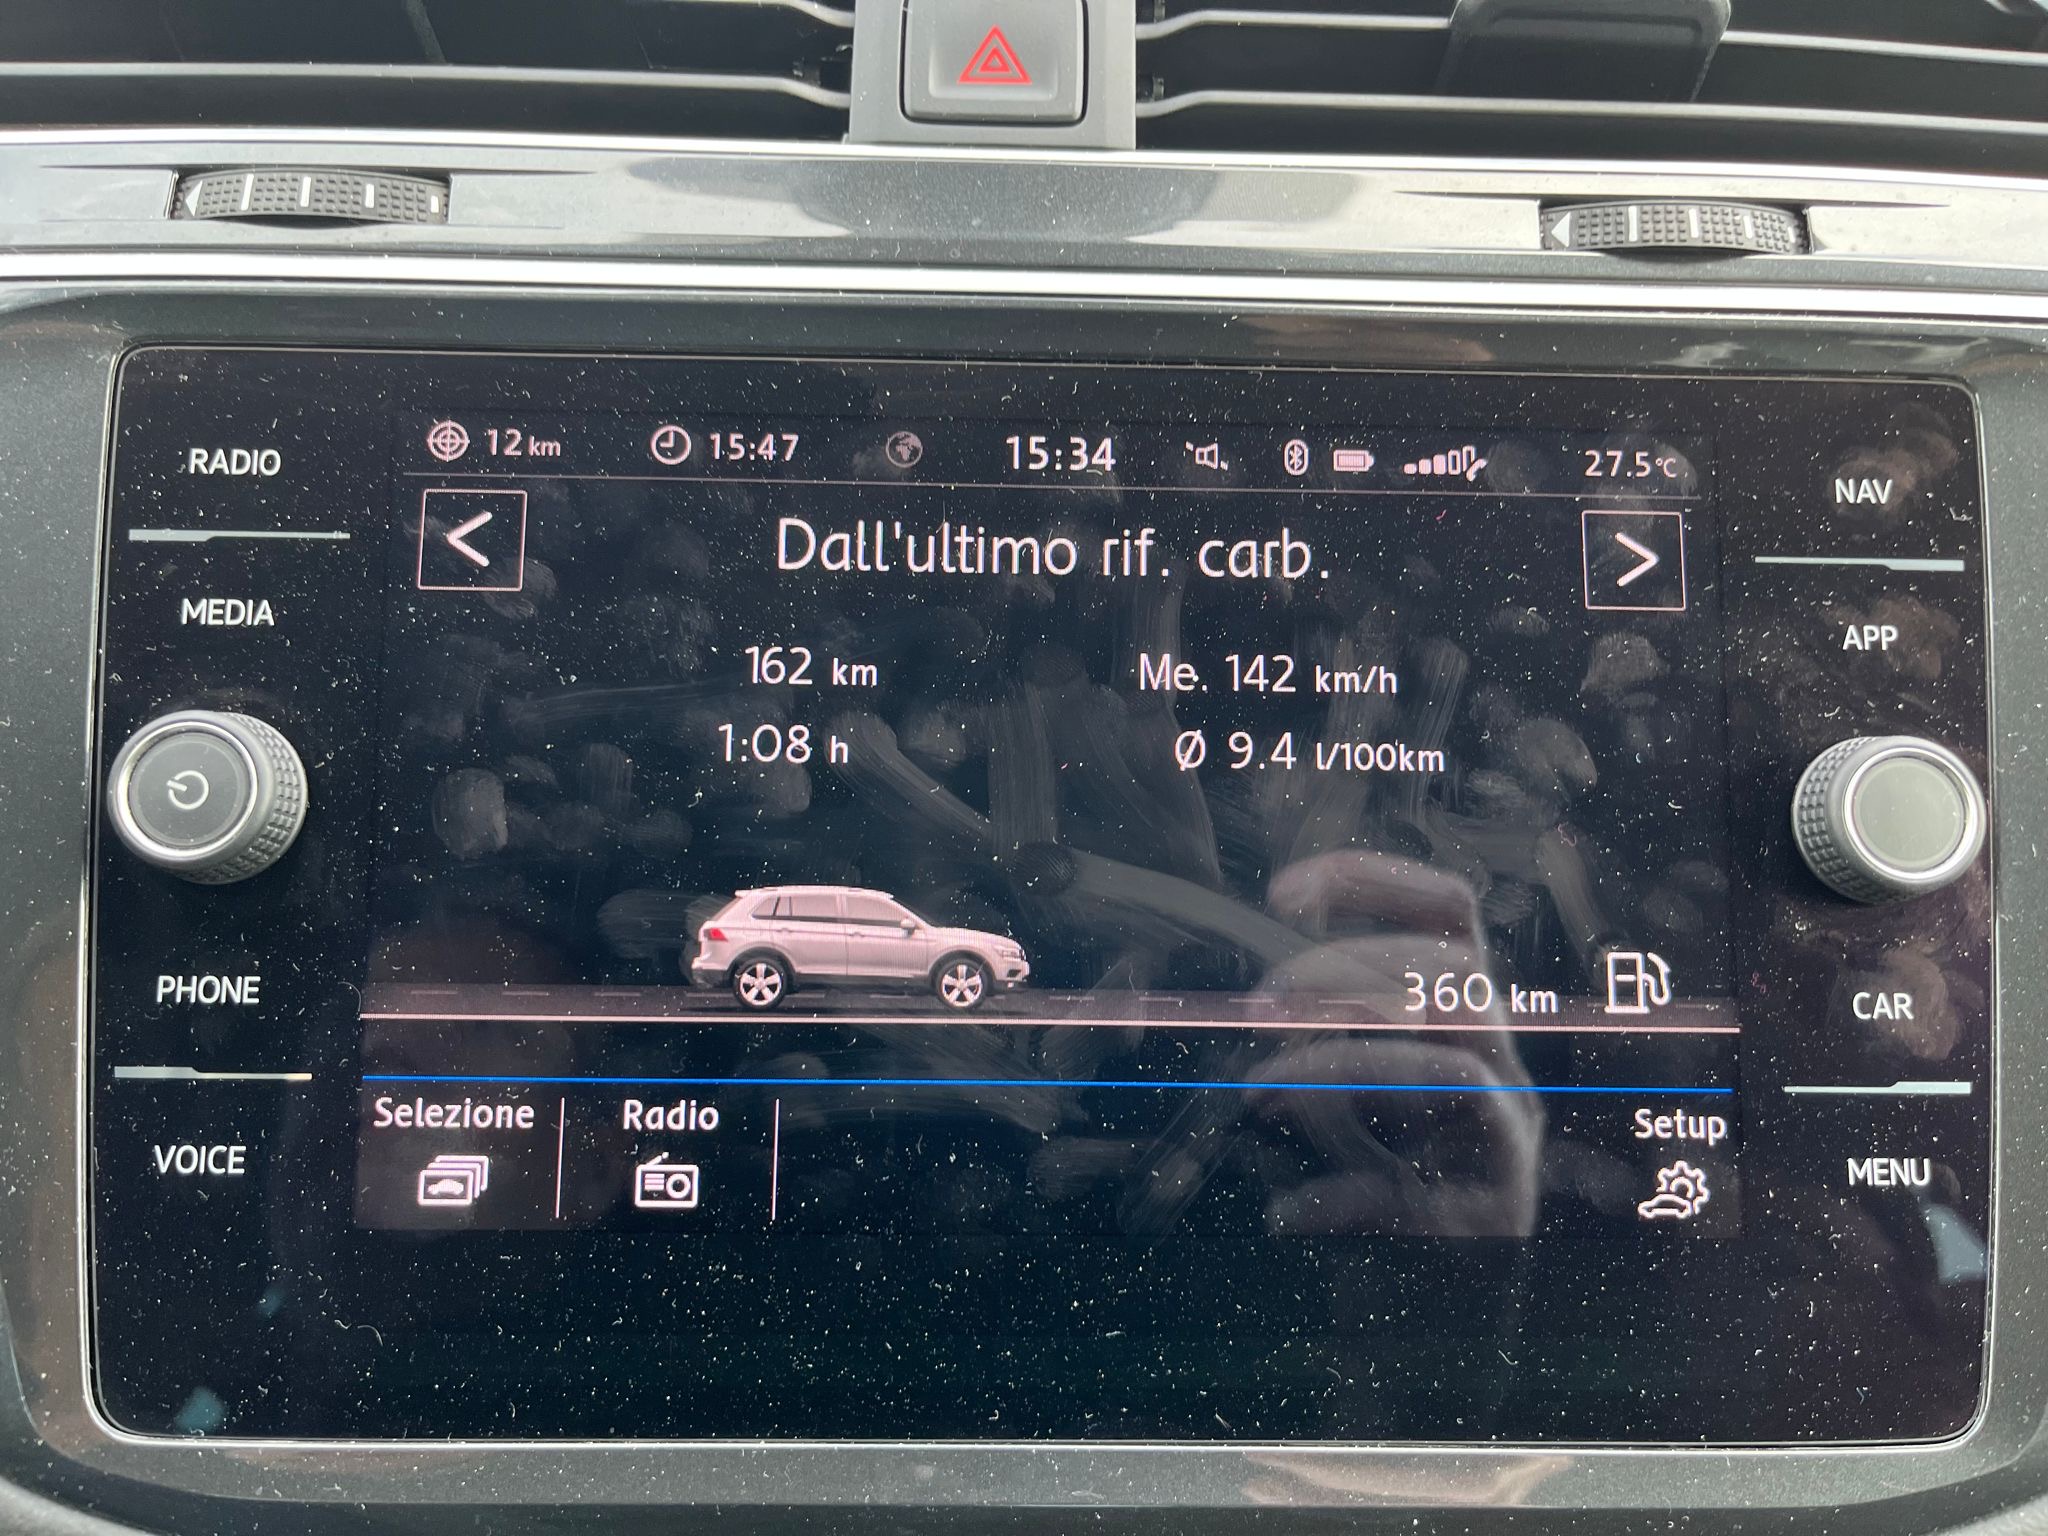 RADIO
MEDIA
PHONE
VOICE
12 km 15:47 15:34 27.5°C
<
Dall'ultimo rif. carb.
>
162 km
Me. 142 km/h
1:08 h
Ø 9.4 l/100km
360 km
Selezione
Radio
Setup
NAV
APP
CAR
MENU